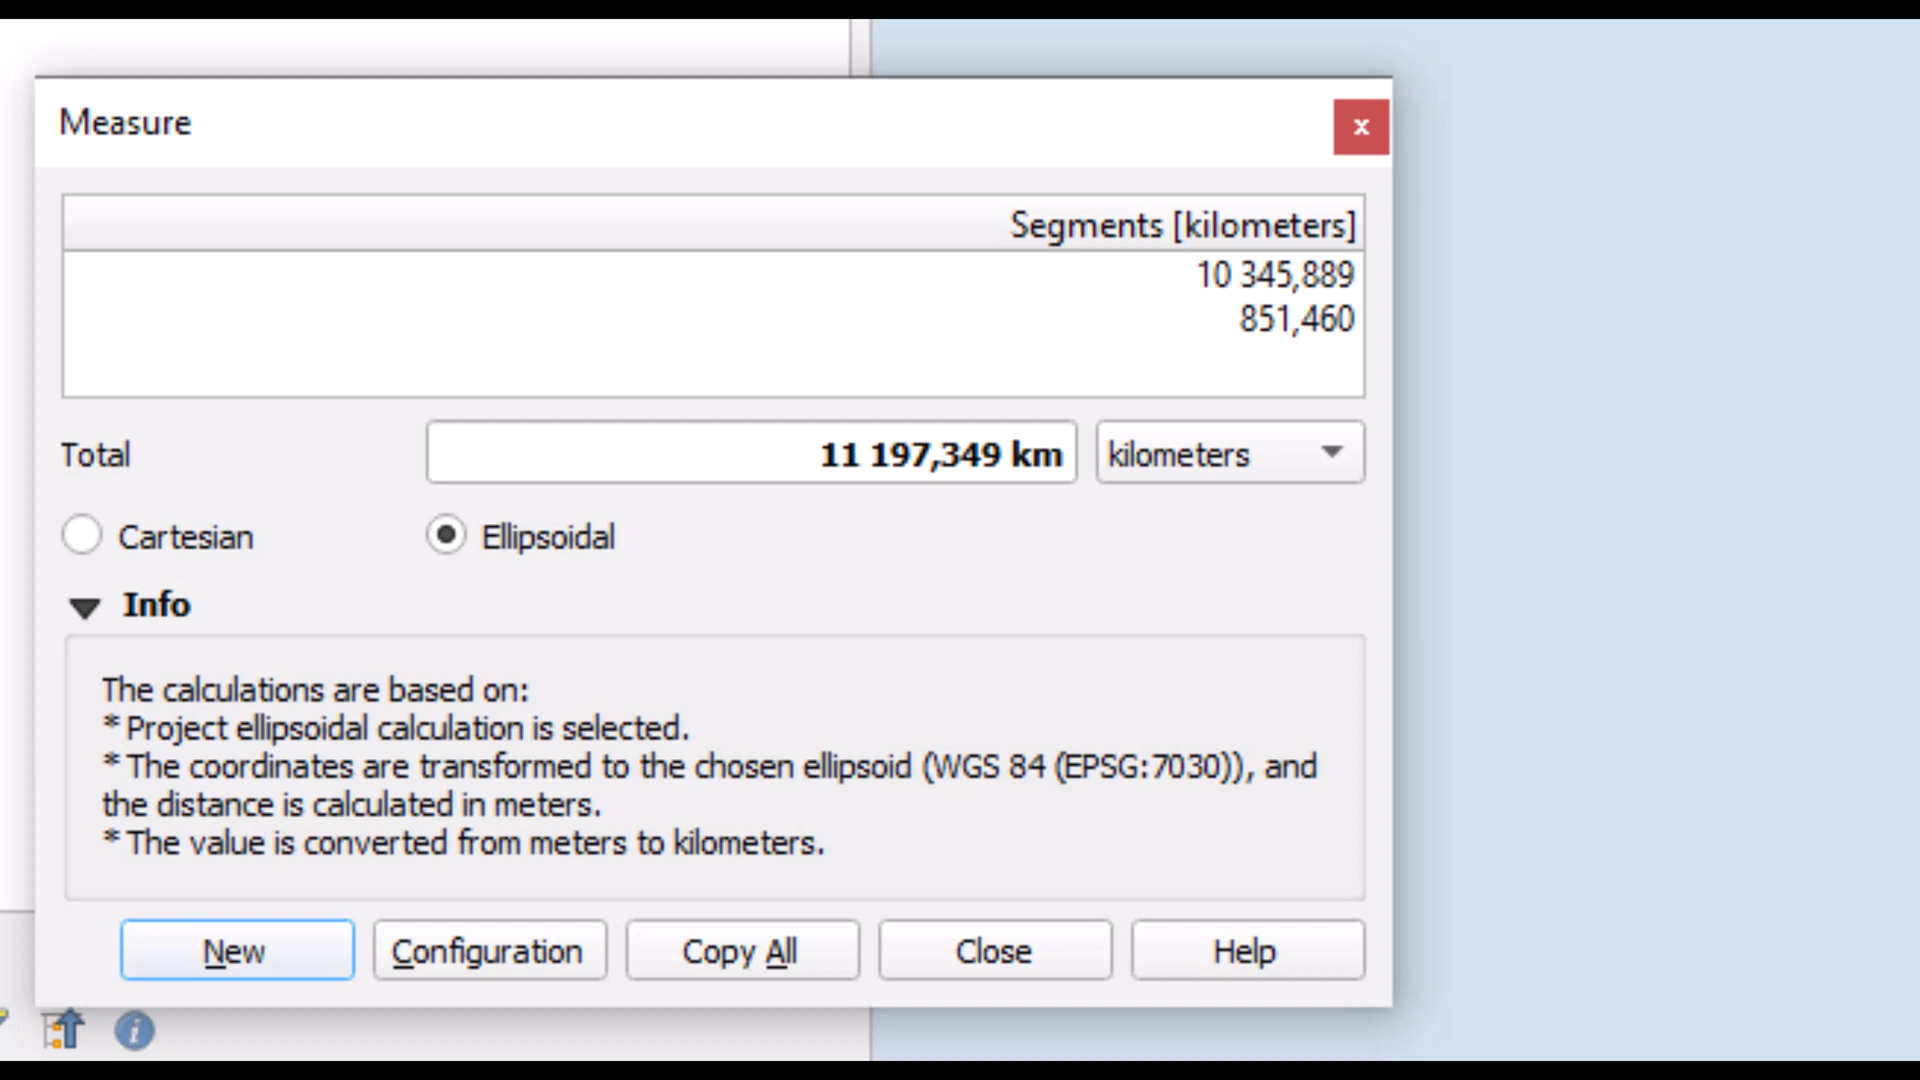 Measure
x
Segments [kilometers]
10 345,889
851,460
Total
11 197,349 km
kilometers
Cartesian
Ellipsoidal
Info
The calculations are based on:
* Project ellipsoidal calculation is selected.
* The coordinates are transformed to the chosen ellipsoid (WGS 84 (EPSG:7030)), and
the distance is calculated in meters.
* The value is converted from meters to kilometers.
New
Configuration
Copy All
Close
Help
i